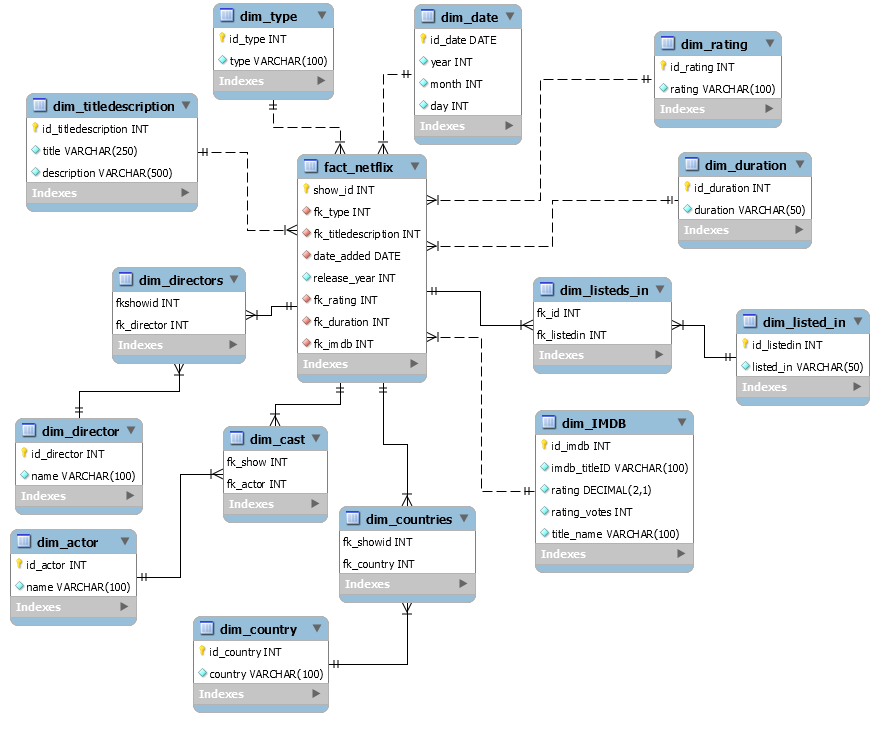 dim_type
id_type INT
type VARCHAR(100)
Indexes
dim_date
id_date DATE
year INT
month INT
day INT
Indexes
dim_rating
id_rating INT
rating VARCHAR(100)
Indexes
dim_titledescription
id_titledescription INT
title VARCHAR(250)
description VARCHAR(500)
Indexes
fact_netflix
show_id INT
fk_type INT
fk_titledescription INT
date_added DATE
release_year INT
fk_rating INT
fk_duration INT
fk_imdb INT
Indexes
dim_duration
id_duration INT
duration VARCHAR(50)
Indexes
dim_directors
fkshowid INT
fk_director INT
Indexes
dim_listeds_in
fk_id INT
fk_listedin INT
Indexes
dim_listed_in
id_listedin INT
listed_in VARCHAR(50)
Indexes
dim_director
id_director INT
name VARCHAR(100)
Indexes
dim_cast
fk_show INT
fk_actor INT
Indexes
dim_IMDB
id_imdb INT
imdb_titleID VARCHAR(100)
rating DECIMAL(2,1)
rating_votes INT
title_name VARCHAR(100)
Indexes
dim_actor
id_actor INT
name VARCHAR(100)
Indexes
dim_countries
fk_showid INT
fk_country INT
Indexes
dim_country
id_country INT
country VARCHAR(100)
Indexes